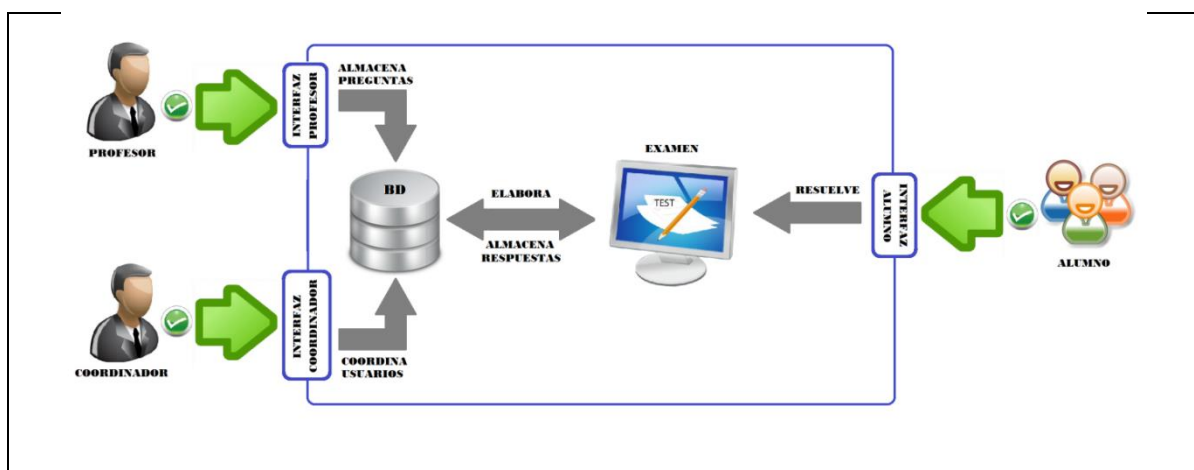 ALMACENA
PREGUNTAS
INTERFAZ
PROFESOR
PROFESOR
BD
ELABORA
ALMACENA
RESPUESTAS
EXAMEN
TEST
RESUELVE
INTERFAZ
ALUMNO
ALUMNO
INTERFAZ
COORDINADOR
COORDINADOR
COORDINA
USUARIOS